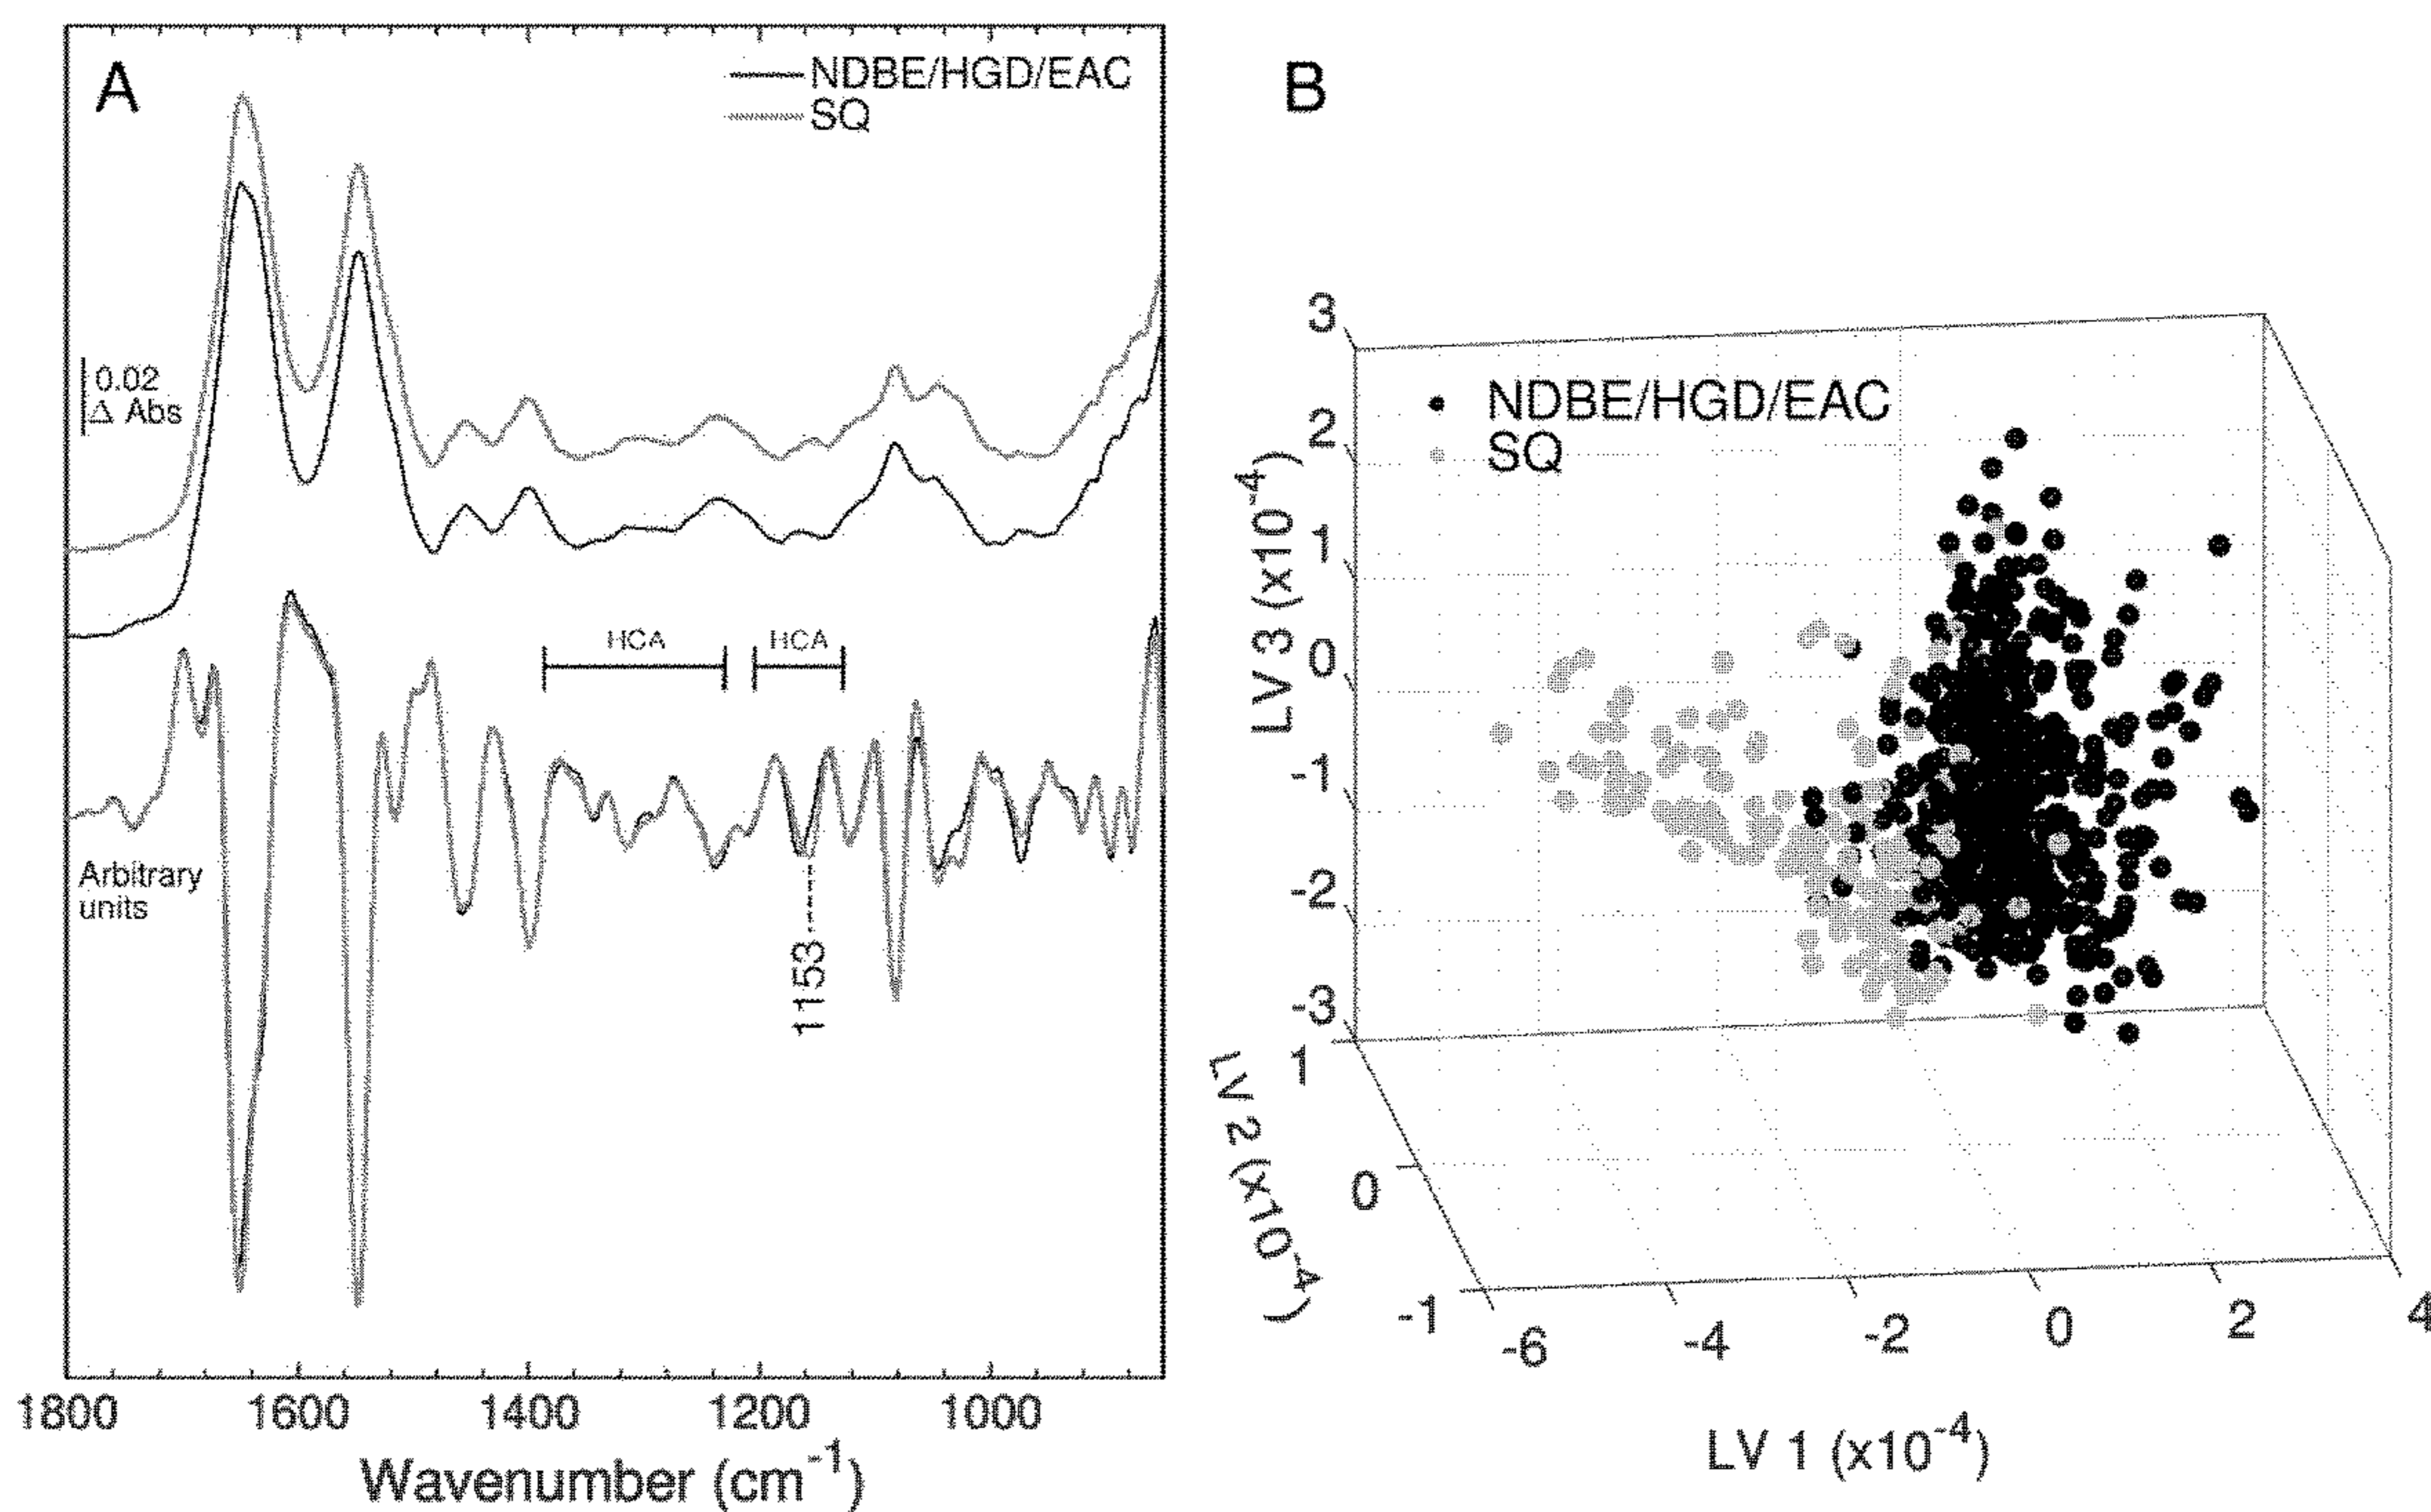 A
NDBE/HGD/EAC
SQ
0.02
Δ Abs
HCA
HCA
Arbitrary
units
1153
1800
1600
1400
1200
1000
Wavenumber (cm⁻¹)
B
NDBE/HGD/EAC
SQ
3
2
1
0
-1
-2
-3
LV 3 (x10⁻⁴)
1
0
-1
LV 2 (x10⁻⁴)
-6
-4
-2
0
2
4
LV 1 (x10⁻⁴)